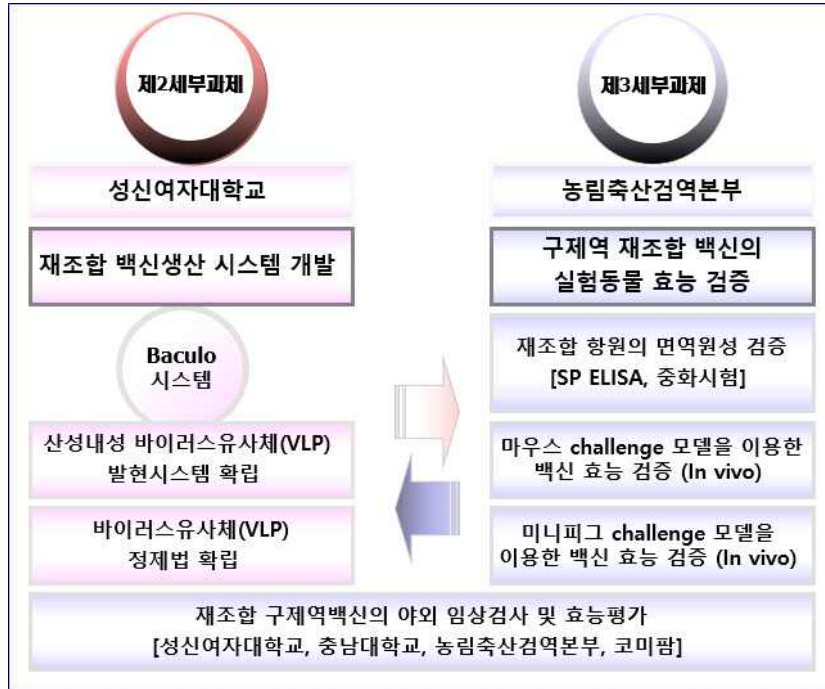 제2세부과제
성신여자대학교
재조합 백신생산 시스템 개발
Baculo
시스템
산성내성 바이러스유사체(VLP)
발현시스템 확립
바이러스유사체(VLP)
정제법 확립
제3세부과제
농림축산검역본부
구제역 재조합 백신의
실험동물 효능 검증
재조합 항원의 면역원성 검증
[SP ELISA, 중화시험]
마우스 challenge 모델을 이용한
백신 효능 검증 (In vivo)
미니피그 challenge 모델을
이용한 백신 효능 검증 (In vivo)
재조합 구제역백신의 야외 임상검사 및 효능평가
[성신여자대학교, 충남대학교, 농림축산검역본부, 코미팜]